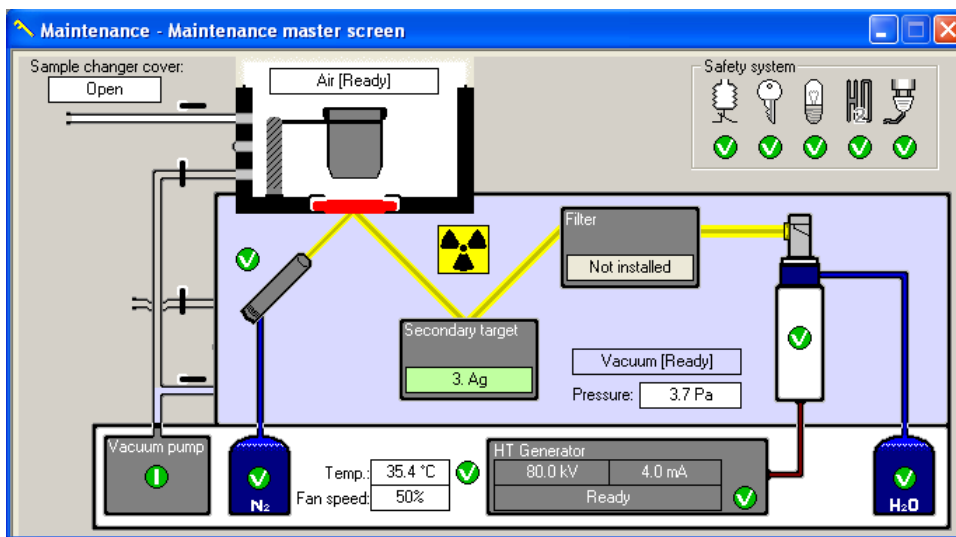 Maintenance - Maintenance master screen
Sample changer cover:
Open
Air [Ready]
Safety system
H2O
Filter
Not installed
Secondary target
3. Ag
Vacuum [Ready]
Pressure: 3.7 Pa
Vacuum pump
N2
Temp.: 35.4 °C
Fan speed: 50%
HT Generator
80.0 kV 4.0 mA
Ready
H2O